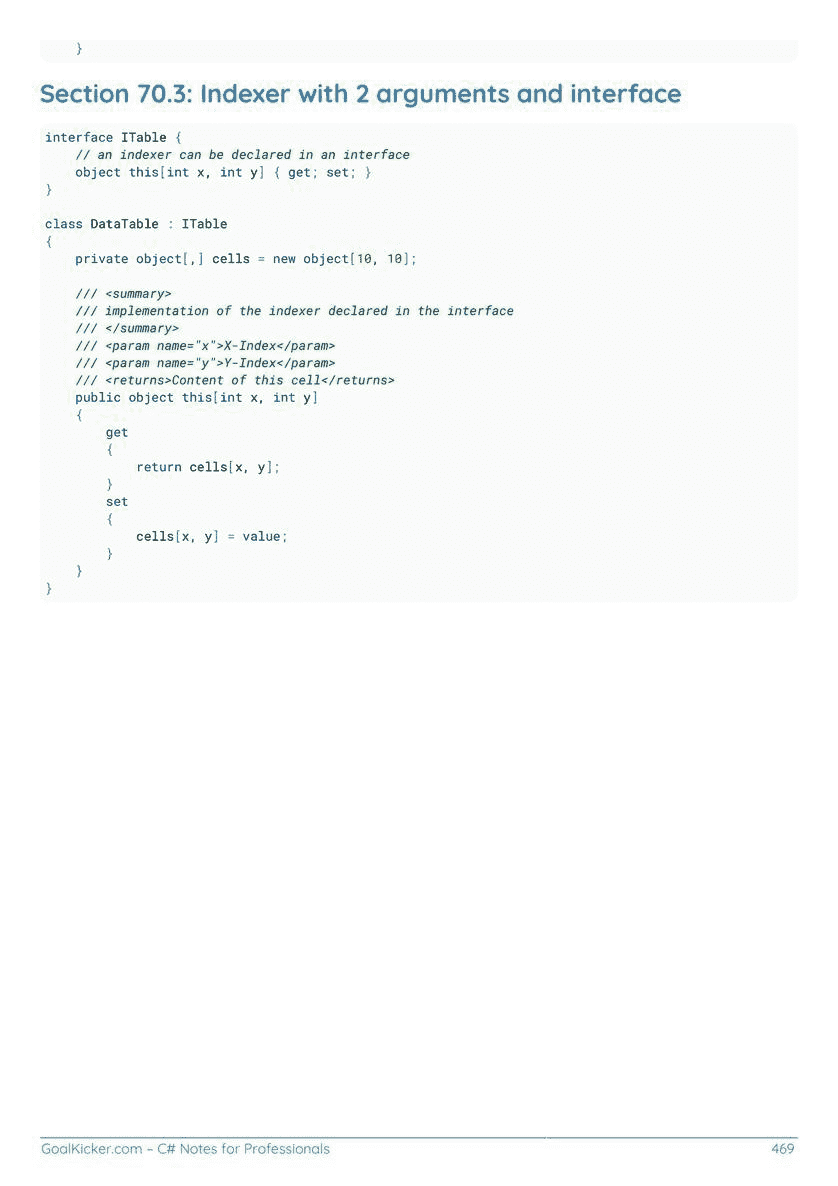 }
Section 70.3: Indexer with 2 arguments and interface
interface ITable {
    // an indexer can be declared in an interface
    object this[int x, int y] { get; set; }
}
class DataTable : ITable
{
    private object[,] cells = new object[10, 10];
    /// <summary>
    /// implementation of the indexer declared in the interface
    /// </summary>
    /// <param name="x">X-Index</param>
    /// <param name="y">Y-Index</param>
    /// <returns>Content of this cell</returns>
    public object this[int x, int y]
    {
        get
        {
            return cells[x, y];
        }
        set
        {
            cells[x, y] = value;
        }
    }
}
GoalKicker.com – C# Notes for Professionals 469